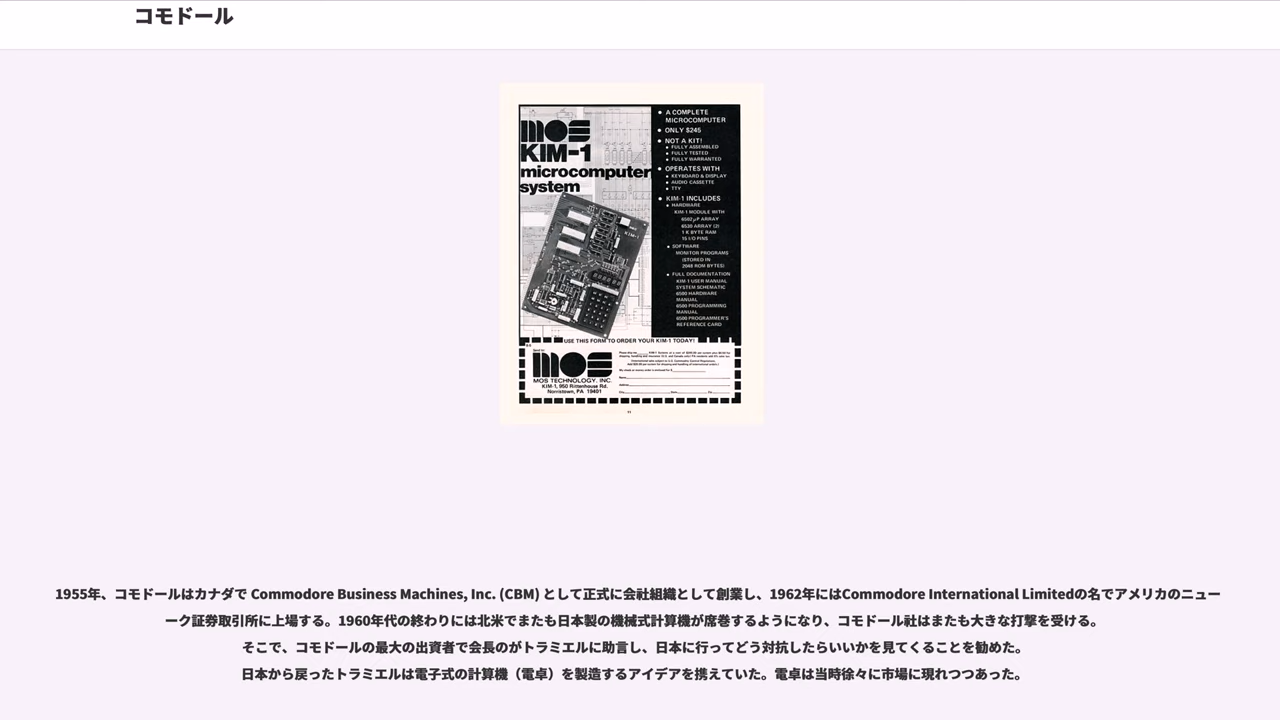 コモドール
mos
KIM-1
microcomputer
system
A COMPLETE
MICROCOMPUTER
ONLY $245
NOT A KIT!
FULLY ASSEMBLED
FULLY TESTED
FULLY WARRANTED
OPERATES WITH
KEYBOARD & DISPLAY
AUDIO CASSETTE
TTY
KIM-1 INCLUDES
HARDWARE
KIM-1 MODULE WITH
6502 µP ARRAY
6530 ARRAY (2)
1 K BYTE RAM
15 I/O PINS
SOFTWARE
MONITOR PROGRAMS
(STORED IN
2048 ROM BYTES)
FULL DOCUMENTATION
KIM-1 USER MANUAL
SYSTEM SCHEMATIC
6500 HARDWARE
MANUAL
6500 PROGRAMMING
MANUAL
6500 PROGRAMMER'S
REFERENCE CARD
USE THIS FORM TO ORDER YOUR KIM-1 TODAY!
mos
MOS TECHNOLOGY, INC.
KIM-1, 950 Rittenhouse Rd.
Norristown, PA 19401
1955年、コモドールはカナダで Commodore Business Machines, Inc. (CBM) として正式に会社組織として創業し、1962年にはCommodore International Limitedの名でアメリカのニュー
ーク証券取引所に上場する。1960年代の終わりには北米でまたも日本製の機械式計算機が席巻するようになり、コモドール社はまたも大きな打撃を受ける。
そこで、コモドールの最大の出資者で会長のがトラミエルに助言し、日本に行ってどう対抗したらいいかを見てくることを勧めた。
日本から戻ったトラミエルは電子式の計算機（電卓）を製造するアイデアを携えていた。電卓は当時徐々に市場に現れつつあった。